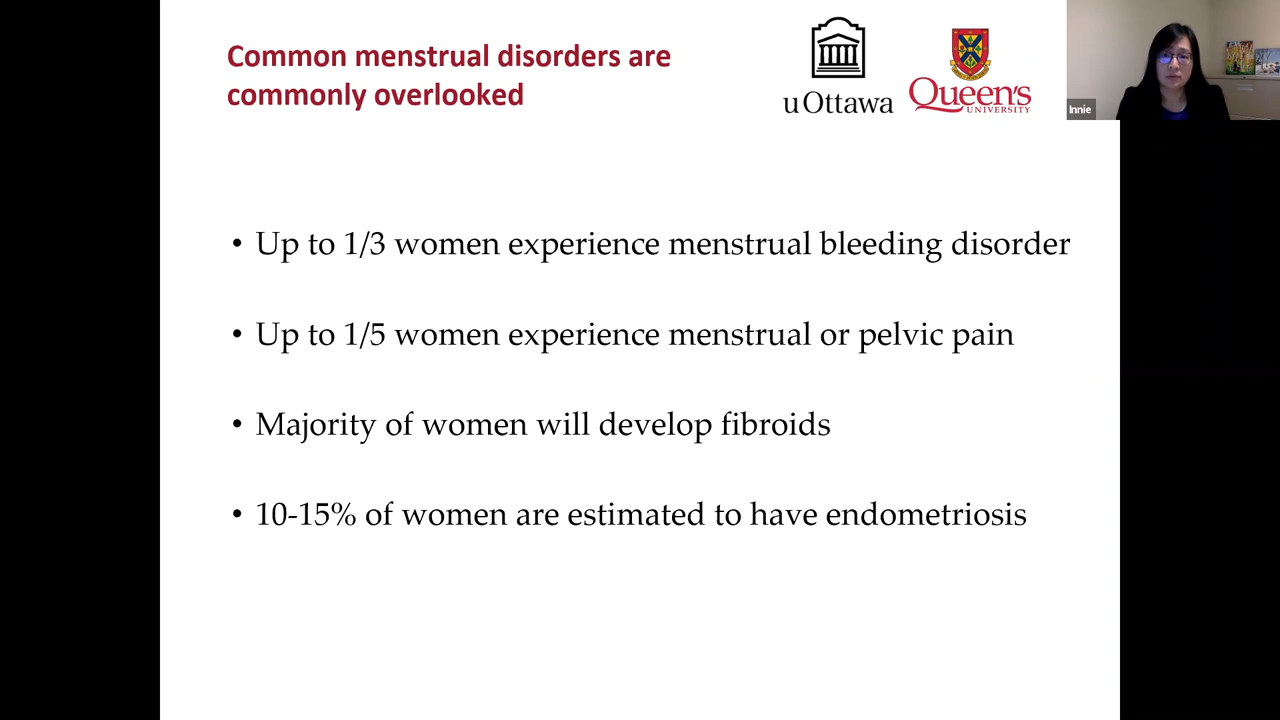 Common menstrual disorders are
commonly overlooked
uOttawa
Queen's
UNIVERSITY
Innie
• Up to 1/3 women experience menstrual bleeding disorder
• Up to 1/5 women experience menstrual or pelvic pain
• Majority of women will develop fibroids
• 10-15% of women are estimated to have endometriosis